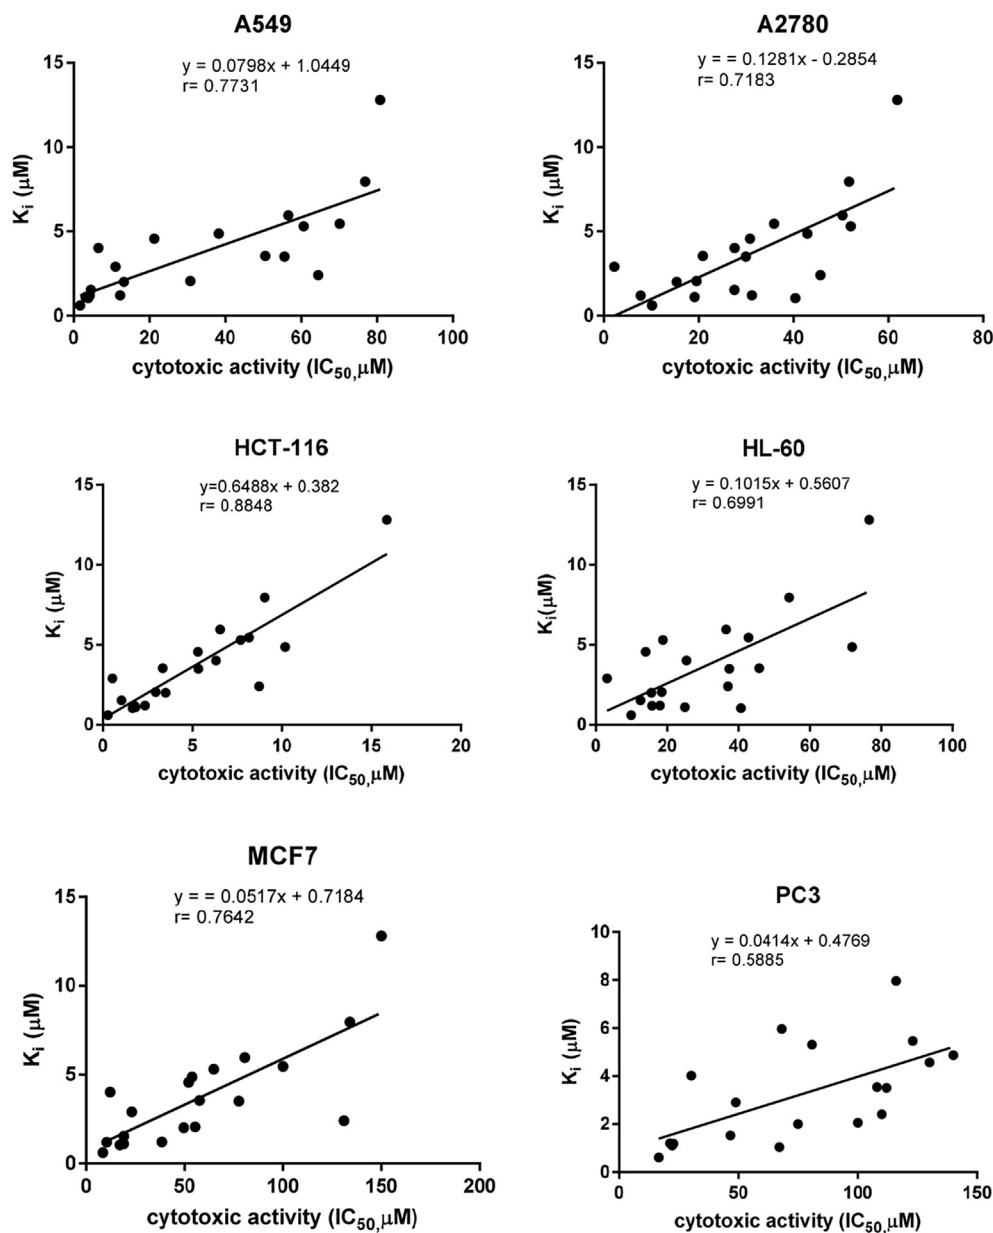 A549
y = 0.0798x + 1.0449
r= 0.7731
15
10
5
0
Ki (μM)
0 20 40 60 80 100
cytotoxic activity (IC50,μM)
A2780
y = = 0.1281x - 0.2854
r= 0.7183
15
10
5
0
Ki (μM)
0 20 40 60 80
cytotoxic activity (IC50,μM)
HCT-116
y=0.6488x + 0.382
r= 0.8848
15
10
5
0
Ki (μM)
0 5 10 15 20
cytotoxic activity (IC50,μM)
HL-60
y = 0.1015x + 0.5607
r= 0.6991
15
10
5
0
Ki(μM)
0 20 40 60 80 100
cytotoxic activity (IC50,μM)
MCF7
y = = 0.0517x + 0.7184
r= 0.7642
15
10
5
0
Ki (μM)
0 50 100 150 200
cytotoxic activity (IC50,μM)
PC3
y = 0.0414x + 0.4769
r= 0.5885
10
8
6
4
2
0
Ki (μM)
0 50 100 150
cytotoxic activity (IC50,μM)